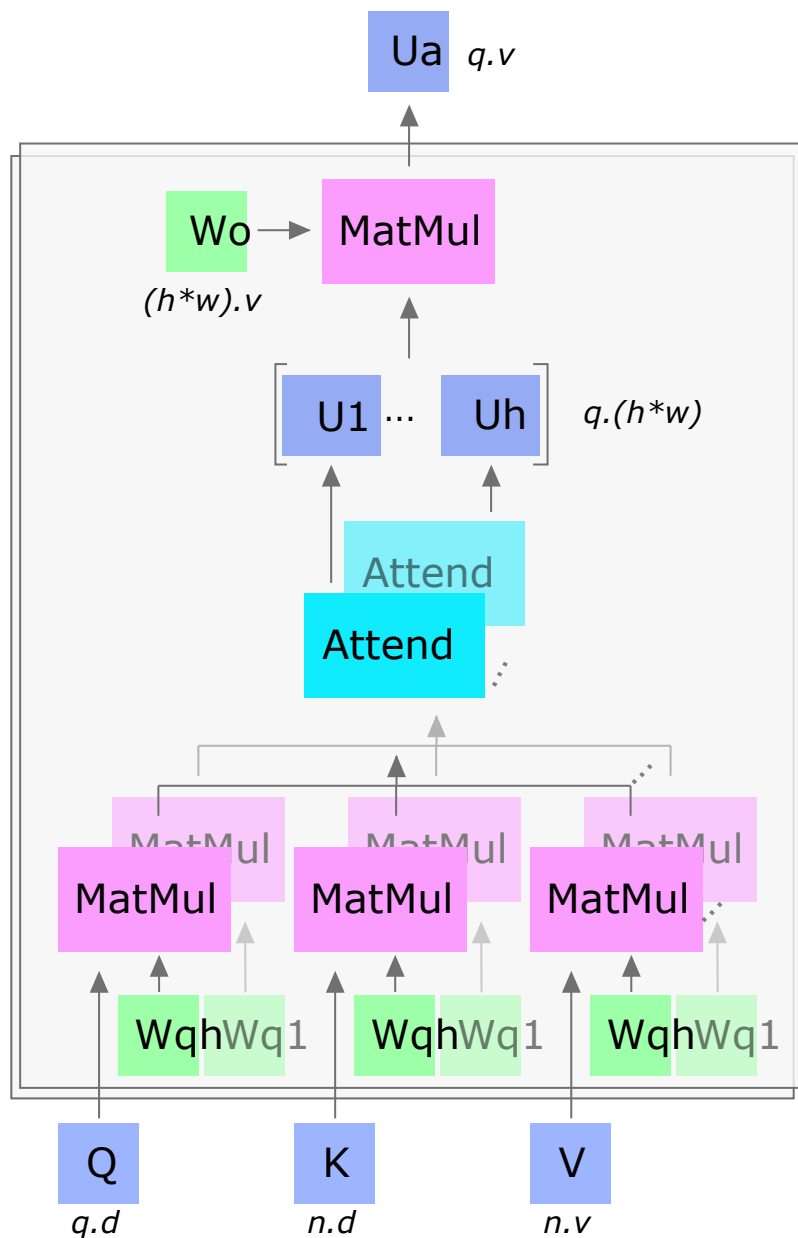 Ua q.v
Wo MatMul
(h*w).v
U1 ... Uh q.(h*w)
Attend
Attend
MatMul MatMul MatMul
MatMul MatMul MatMul
Wqh Wq1 Wqh Wq1 Wqh Wq1
Q K V
q.d n.d n.v